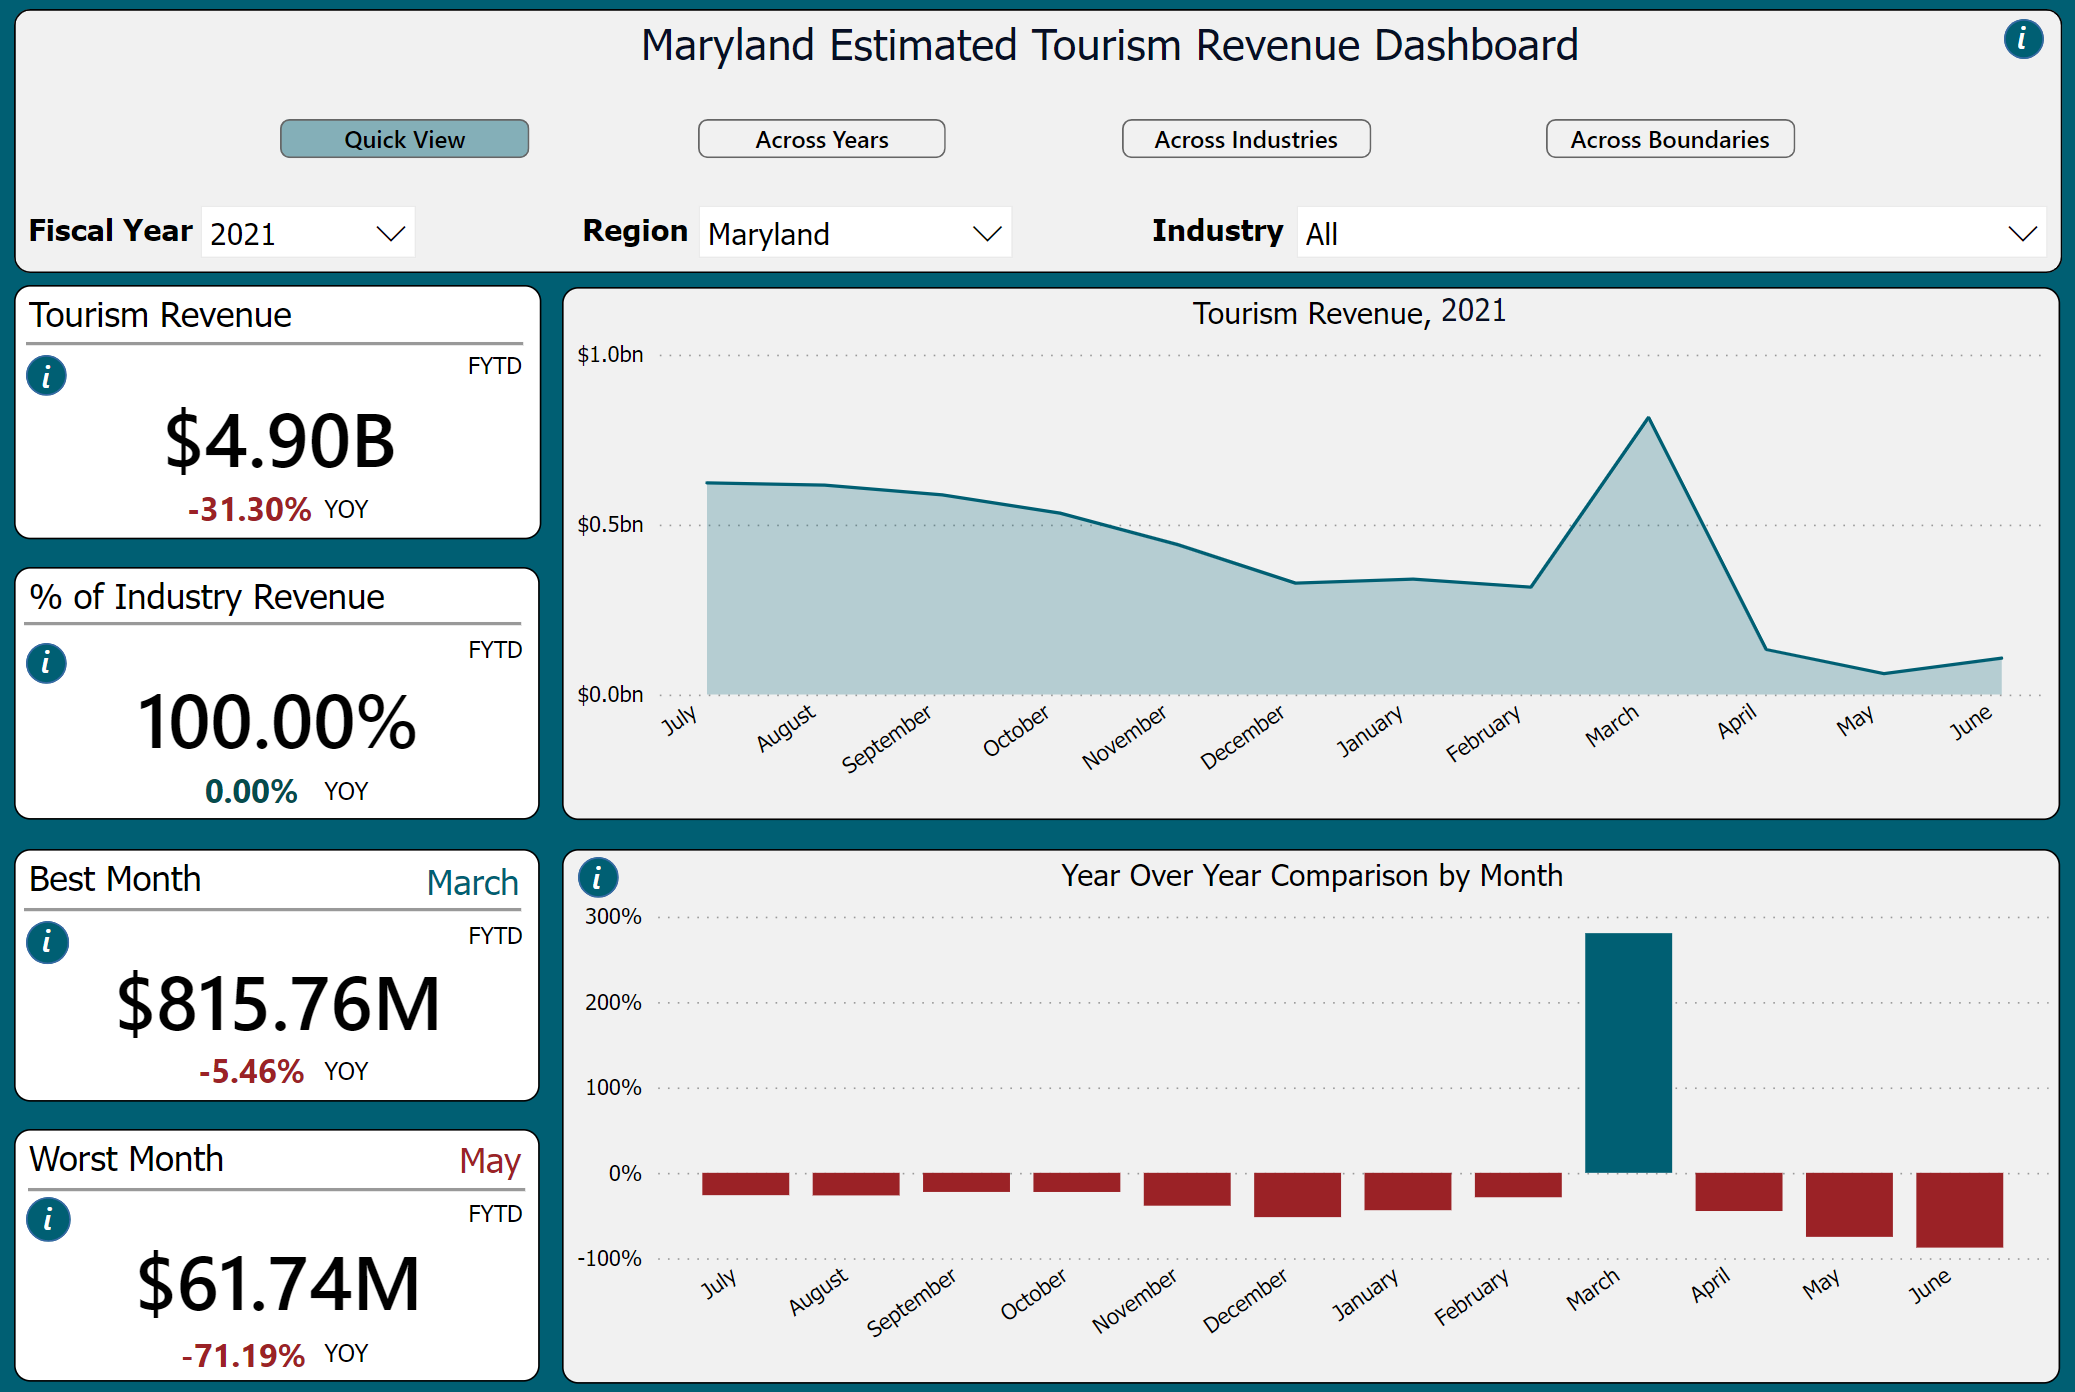 Maryland Estimated Tourism Revenue Dashboard
i
Quick View
Across Years
Across Industries
Across Boundaries
Fiscal Year 2021
Region Maryland
Industry All
Tourism Revenue
FYTD
i
$4.90B
-31.30% YOY
% of Industry Revenue
FYTD
i
100.00%
0.00% YOY
Best Month March
FYTD
i
$815.76M
-5.46% YOY
Worst Month May
FYTD
i
$61.74M
-71.19% YOY
Tourism Revenue, 2021
$1.0bn
$0.5bn
$0.0bn
July
August
September
October
November
December
January
February
March
April
May
June
i
Year Over Year Comparison by Month
300%
200%
100%
0%
-100%
July
August
September
October
November
December
January
February
March
April
May
June